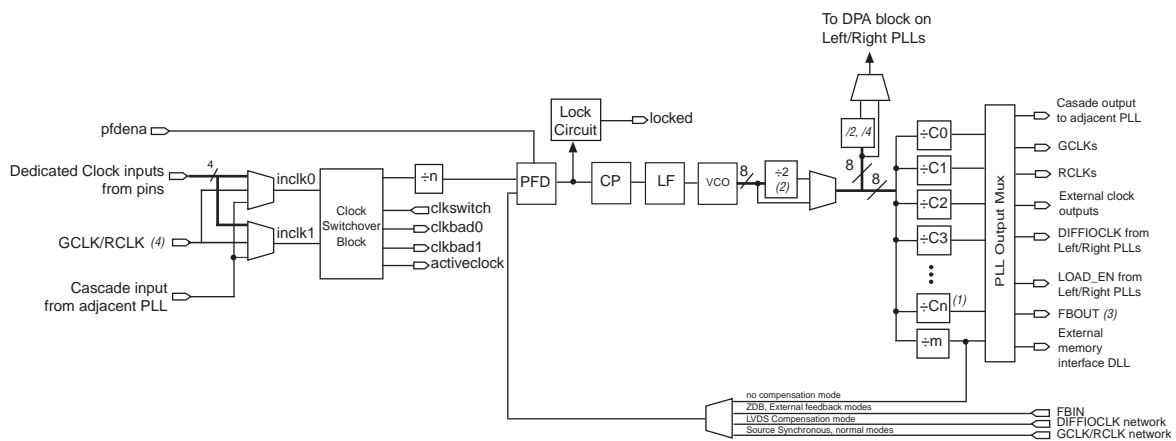 To DPA block on
Left/Right PLLs
pfdena
Lock
Circuit
locked
/2, /4
Casade output
to adjacent PLL
Dedicated Clock inputs
from pins
4
inclk0
÷n
PFD
CP
LF
VCO
8
÷2
(2)
8
8
÷C0
÷C1
÷C2
÷C3
÷Cn
(1)
÷m
PLL Output Mux
GCLKs
RCLKs
External clock
outputs
DIFFIOCLK from
Left/Right PLLs
LOAD_EN from
Left/Right PLLs
FBOUT (3)
External
memory
interface DLL
Clock
Switchover
Block
clkswitch
clkbad0
clkbad1
activeclock
GCLK/RCLK (4)
inclk1
Cascade input
from adjacent PLL
no compensation mode
ZDB, External feedback modes
LVDS Compensation mode
Source Synchronous, normal modes
FBIN
DIFFIOCLK network
GCLK/RCLK network